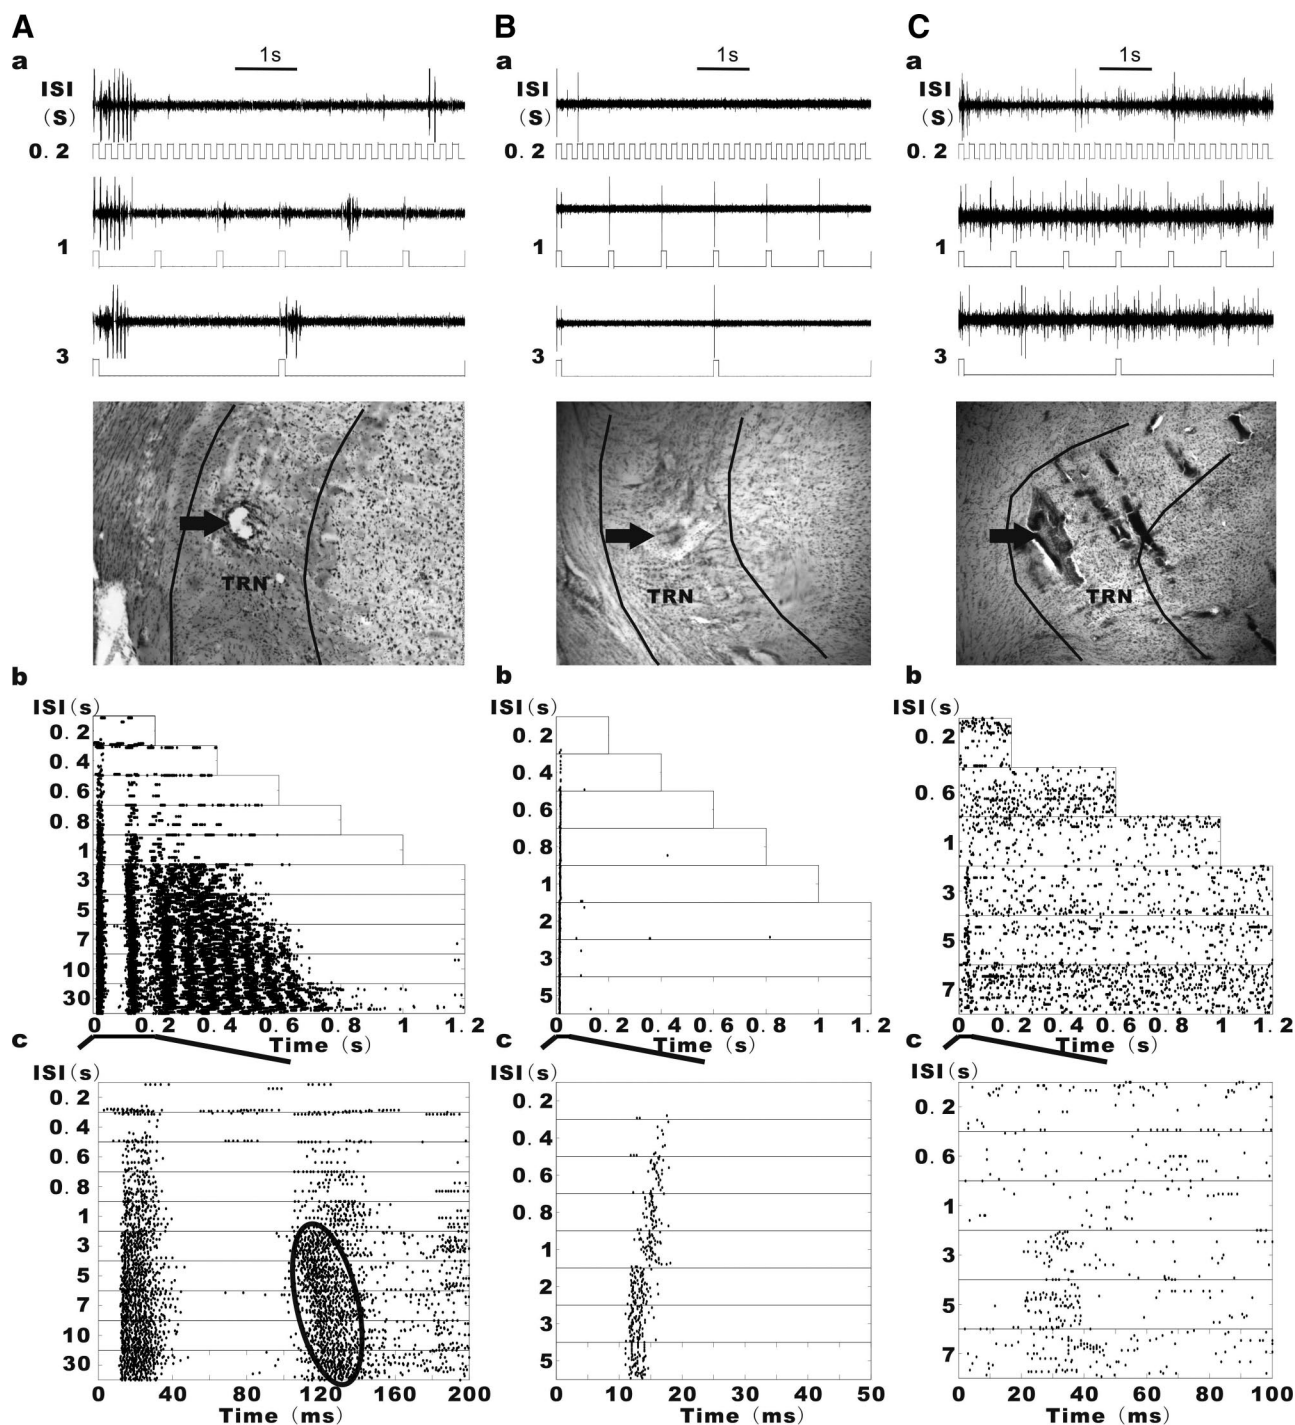 A
a
ISI
(S)
1s
0.2
1
3
TRN
b
ISI(s)
0.2
0.4
0.6
0.8
1
3
5
7
10
30
0 0.2 0.4 0.6 0.8 1 1.2
Time (s)
c
ISI(s)
0.2
0.4
0.6
0.8
1
3
5
7
10
30
0 40 80 120 160 200
Time (ms)
B
a
ISI
(S)
1s
0.2
1
3
TRN
b
ISI(s)
0.2
0.4
0.6
0.8
1
2
3
5
0 0.2 0.4 0.6 0.8 1 1.2
Time (s)
c
ISI(s)
0.2
0.4
0.6
0.8
1
2
3
5
0 10 20 30 40 50
Time (ms)
C
a
ISI
(S)
1s
0.2
1
3
TRN
b
ISI(s)
0.2
0.6
1
3
5
7
0 0.2 0.4 0.6 0.8 1 1.2
Time (s)
c
ISI(s)
0.2
0.6
1
3
5
7
0 20 40 60 80 100
Time (ms)